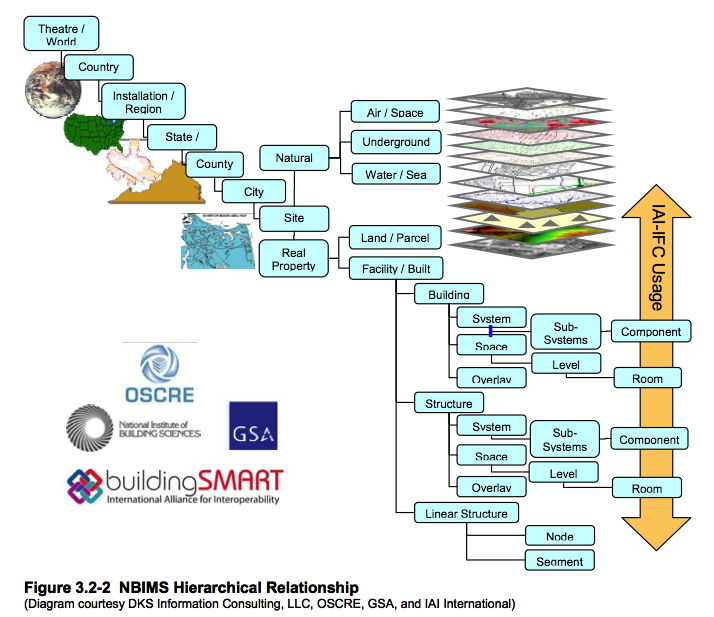 Theatre /
World
Country
Installation /
Region
State /
County
City
Site
Natural
Air / Space
Underground
Water / Sea
Real
Property
Land / Parcel
Facility / Built
Building
System
Sub-
Systems
Component
Space
Level
Room
Overlay
Structure
System
Sub-
Systems
Component
Space
Level
Room
Overlay
Linear Structure
Node
Segment
IAI-IFC Usage
OSCRE
National Institute of
BUILDING SCIENCES
GSA
buildingSMART
International Alliance for Interoperability
Figure 3.2-2 NBIMS Hierarchical Relationship
(Diagram courtesy DKS Information Consulting, LLC, OSCRE, GSA, and IAI International)